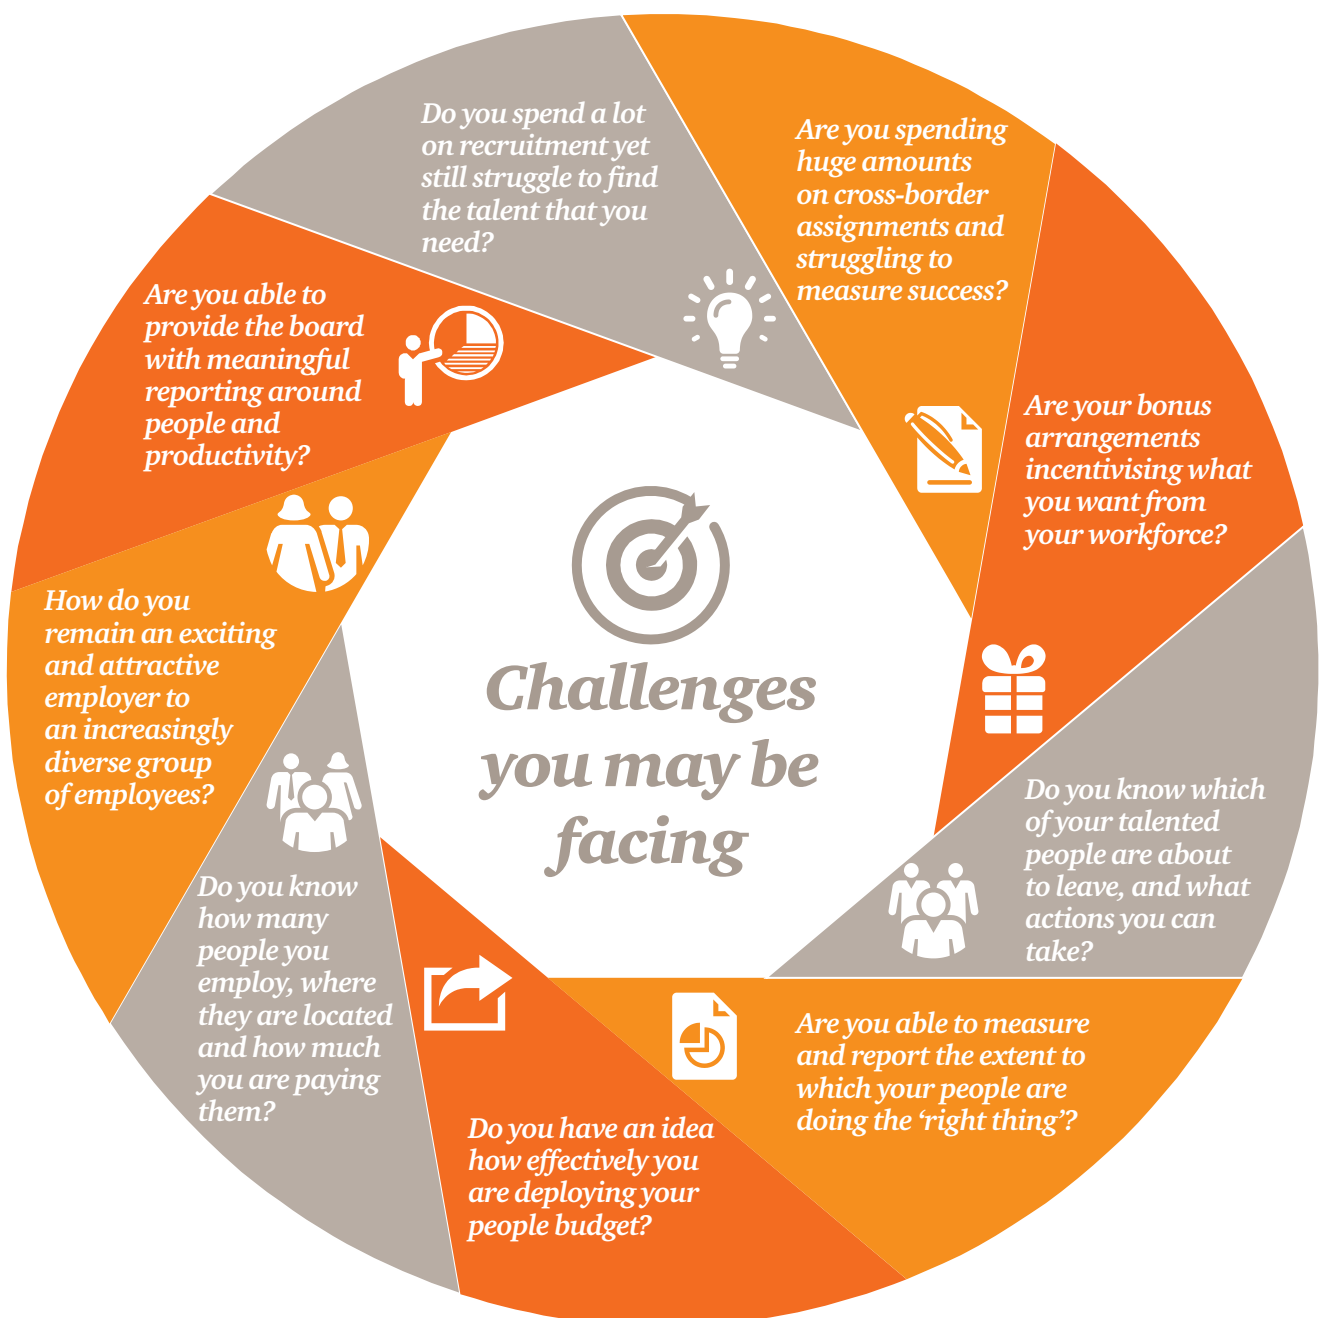 Do you spend a lot
on recruitment yet
still struggle to find
the talent that you
need?
Are you spending
huge amounts
on cross-border
assignments and
struggling to
measure success?
Are your bonus
arrangements
incentivising what
you want from
your workforce?
Do you know which
of your talented
people are about
to leave, and what
actions you can
take?
Are you able to measure
and report the extent to
which your people are
doing the ‘right thing’?
Do you have an idea
how effectively you
are deploying your
people budget?
Do you know
how many
people you
employ, where
they are located
and how much
you are paying
them?
How do you
remain an exciting
and attractive
employer to
an increasingly
diverse group
of employees?
Are you able to
provide the board
with meaningful
reporting around
people and
productivity?
Challenges
you may be
facing